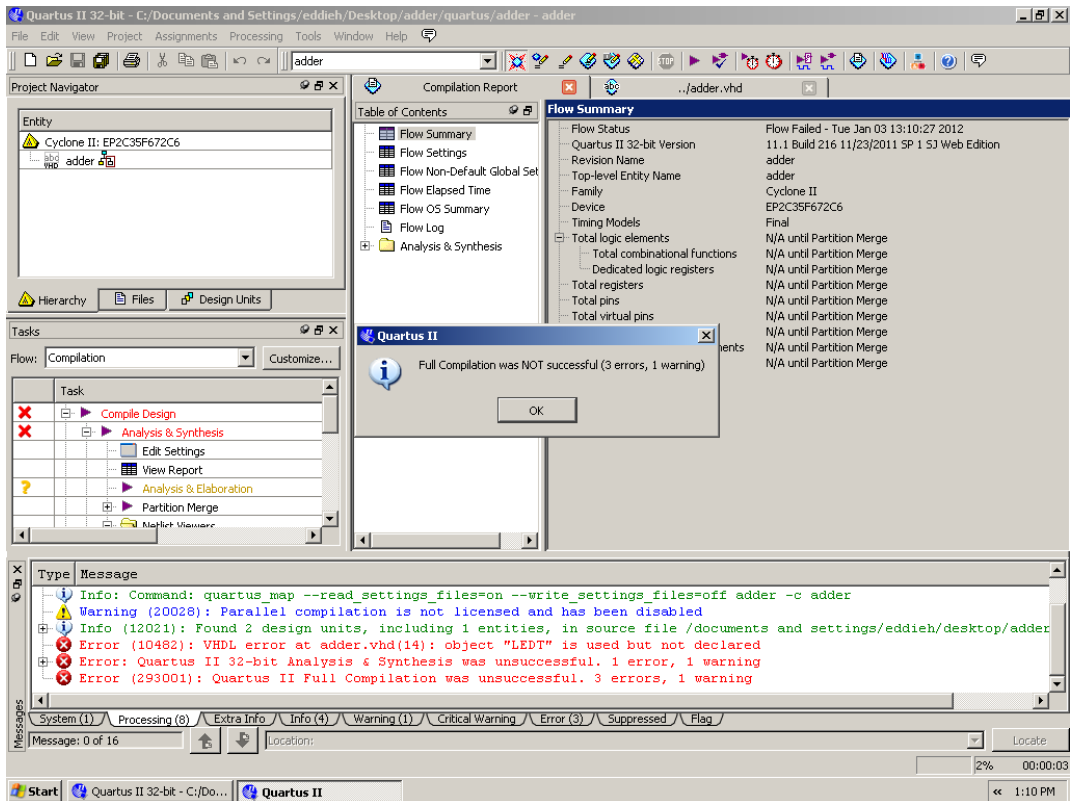 Quartus II 32-bit - C:/Documents and Settings/eddieh/Desktop/adder/quartus/adder - adder
File Edit View Project Assignments Processing Tools Window Help
adder
Project Navigator
Entity
Cyclone II: EP2C35F672C6
abc VHD adder
Hierarchy Files Design Units
Tasks
Flow: Compilation Customize...
Task
Compile Design
Analysis & Synthesis
Edit Settings
View Report
Analysis & Elaboration
Partition Merge
Netlist Viewers
Compilation Report abc ../adder.vhd
Table of Contents
Flow Summary
Flow Settings
Flow Non-Default Global Set
Flow Elapsed Time
Flow OS Summary
Flow Log
Analysis & Synthesis
Flow Summary
Flow Status Flow Failed - Tue Jan 03 13:10:27 2012
Quartus II 32-bit Version 11.1 Build 216 11/23/2011 SP 1 SJ Web Edition
Revision Name adder
Top-level Entity Name adder
Family Cyclone II
Device EP2C35F672C6
Timing Models Final
Total logic elements N/A until Partition Merge
Total combinational functions N/A until Partition Merge
Dedicated logic registers N/A until Partition Merge
Total registers N/A until Partition Merge
Total pins N/A until Partition Merge
Total virtual pins N/A until Partition Merge
N/A until Partition Merge
ments N/A until Partition Merge
N/A until Partition Merge
Quartus II
Full Compilation was NOT successful (3 errors, 1 warning)
OK
Type Message
Info: Command: quartus_map --read_settings_files=on --write_settings_files=off adder -c adder
Warning (20028): Parallel compilation is not licensed and has been disabled
Info (12021): Found 2 design units, including 1 entities, in source file /documents and settings/eddieh/desktop/adder
Error (10482): VHDL error at adder.vhd(14): object "LEDT" is used but not declared
Error: Quartus II 32-bit Analysis & Synthesis was unsuccessful. 1 error, 1 warning
Error (293001): Quartus II Full Compilation was unsuccessful. 3 errors, 1 warning
System (1) Processing (8) Extra Info Info (4) Warning (1) Critical Warning Error (3) Suppressed Flag
Messages
Message: 0 of 16 Location: Locate
2% 00:00:03
Start Quartus II 32-bit - C:/Do... Quartus II « 1:10 PM